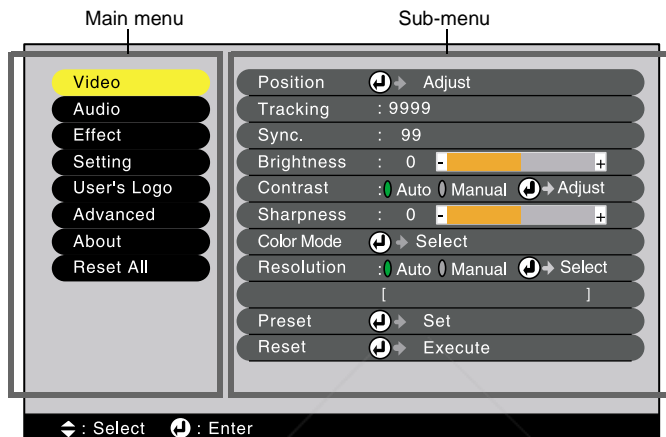 Main menu
Sub-menu
Video
Audio
Effect
Setting
User's Logo
Advanced
About
Reset All
Position Adjust
Tracking : 9999
Sync. : 99
Brightness : 0 - +
Contrast : Auto Manual Adjust
Sharpness : 0 - +
Color Mode Select
Resolution : Auto Manual Select
[ ]
Preset Set
Reset Execute
: Select : Enter